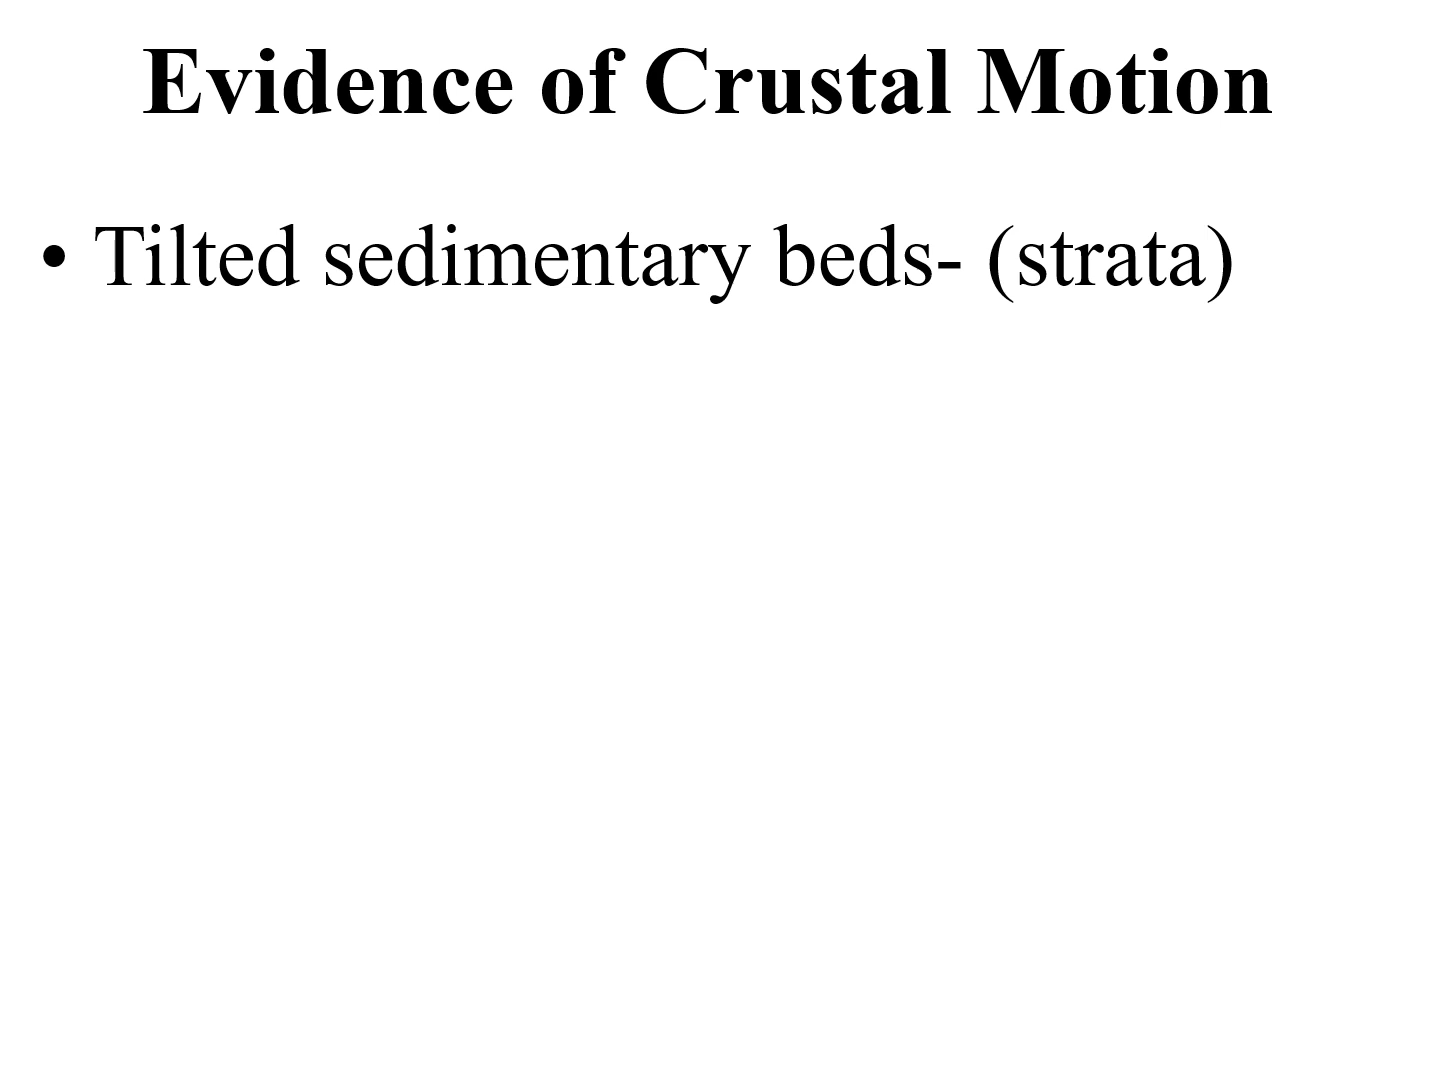 Evidence of Crustal Motion
• Tilted sedimentary beds- (strata)